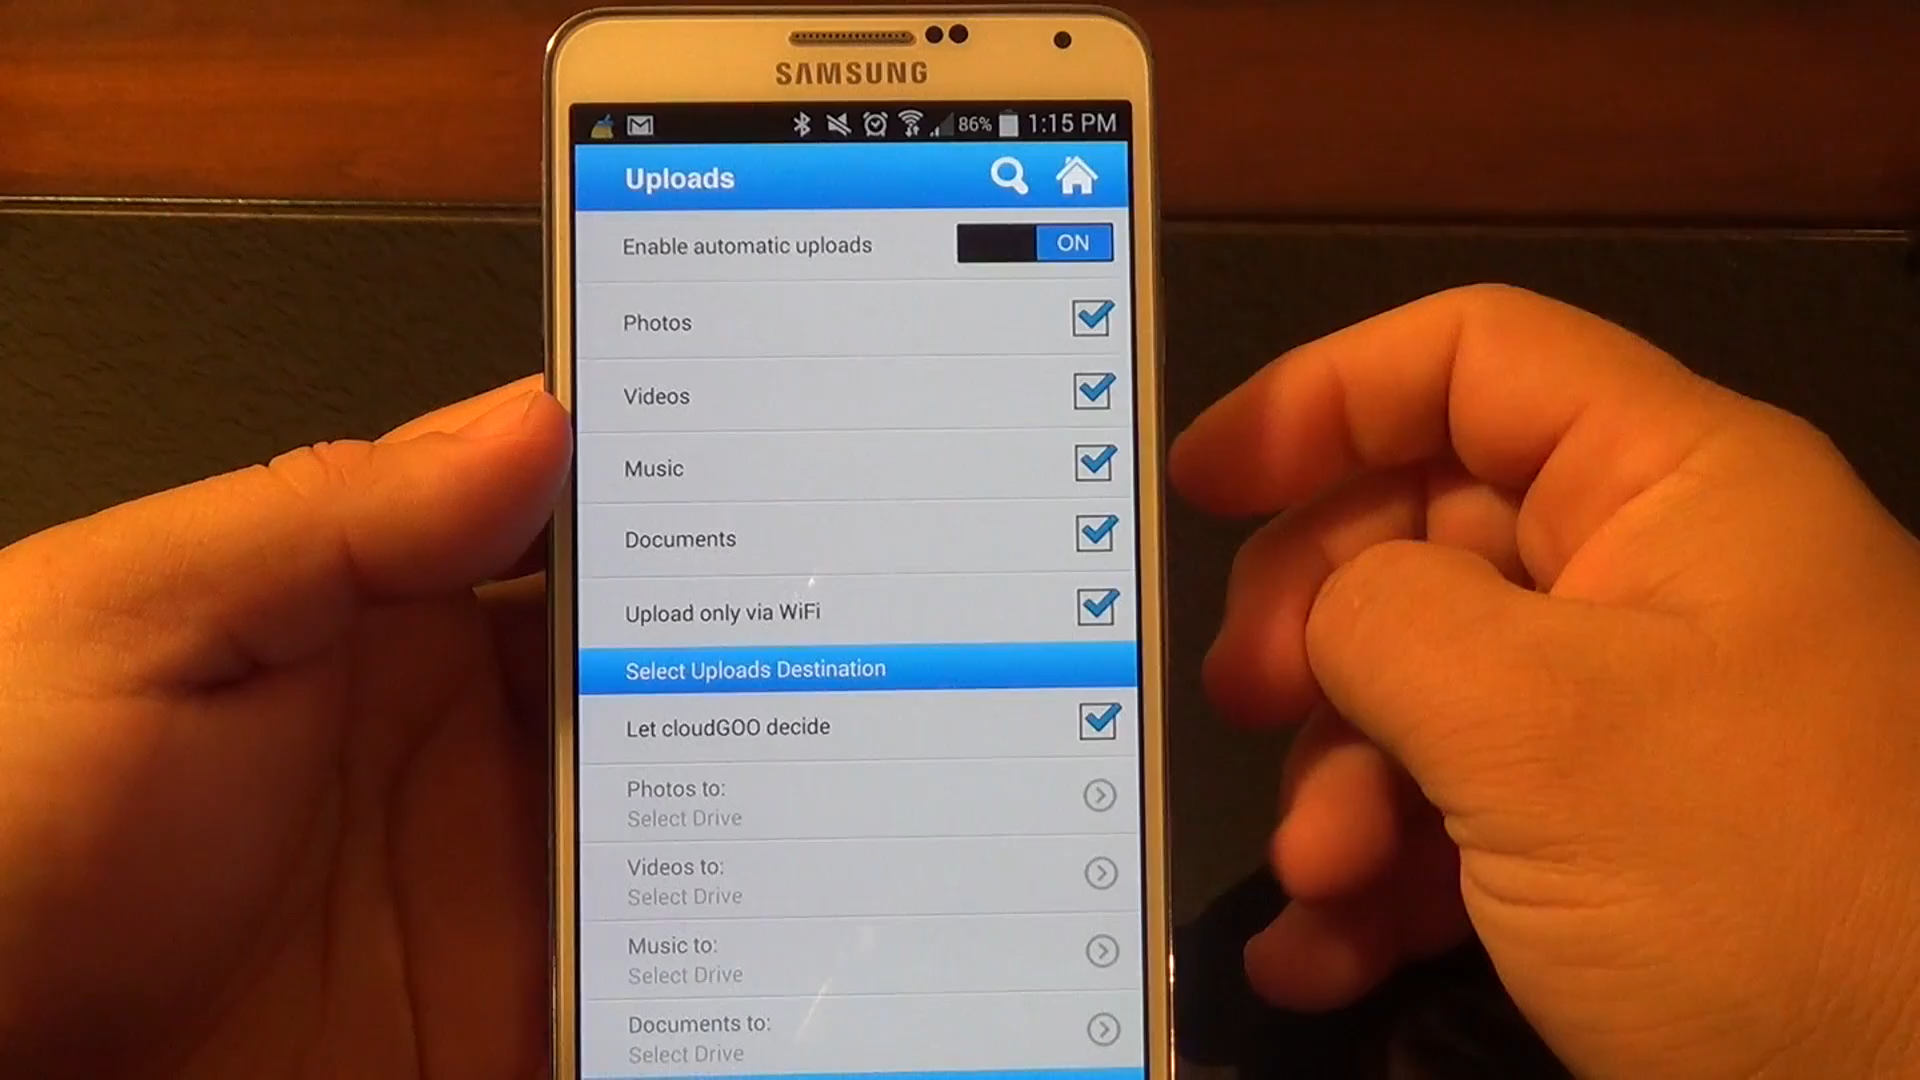 SAMSUNG
86% 1:15 PM
Uploads
Enable automatic uploads ON
Photos
Videos
Music
Documents
Upload only via WiFi
Select Uploads Destination
Let cloudGOO decide
Photos to:
Select Drive
Videos to:
Select Drive
Music to:
Select Drive
Documents to:
Select Drive